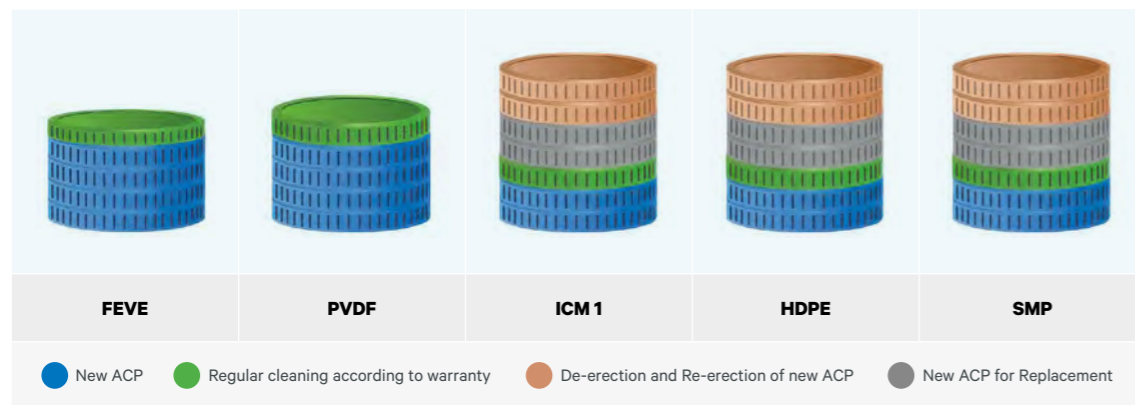 FEVE PVDF ICM 1 HDPE SMP
New ACP Regular cleaning according to warranty De-erection and Re-erection of new ACP New ACP for Replacement